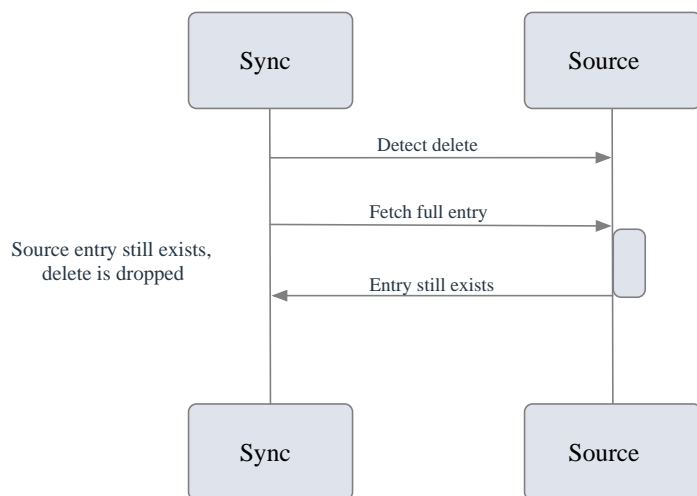 Sync
Source
Detect delete
Fetch full entry
Source entry still exists,
delete is dropped
Entry still exists
Sync
Source